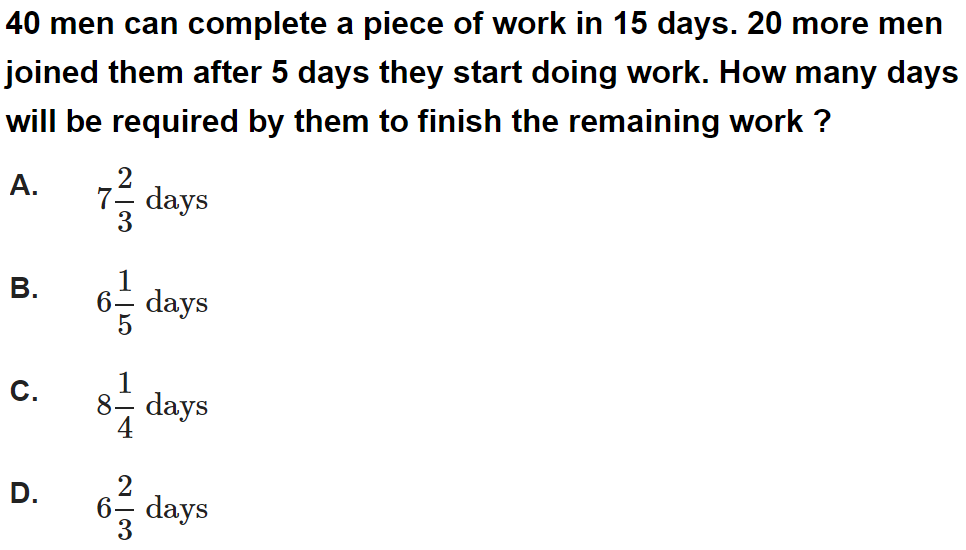 40 men can complete a piece of work in 15 days. 20 more men
joined them after 5 days they start doing work. How many days
will be required by them to finish the remaining work ?
A. 7 2/3 days
B. 6 1/5 days
C. 8 1/4 days
D. 6 2/3 days